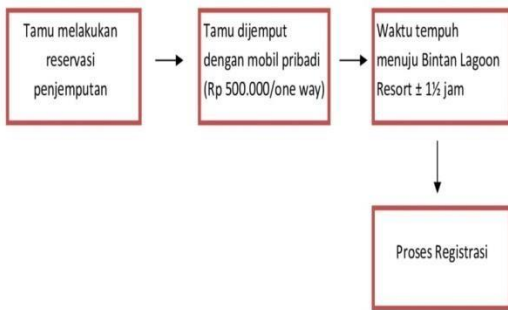 Tamu melakukan
reservasi
penjemputan
Tamu dijemput
dengan mobil pribadi
(Rp 500.000/one way)
Waktu tempuh
menuju Bintan Lagoon
Resort ± 1½ jam
Proses Registrasi